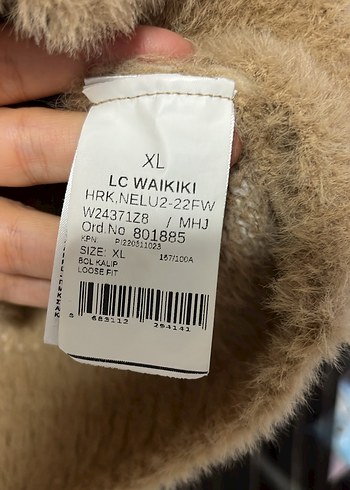 XL
LC WAIKIKI
HRK.NELU2-22FW
W24371Z8 / MHJ
Ord.No 801885
KPN: PI220511023
SIZE: XL 167/100A
BOL KALIP
LOOSE FIT
8 683112 294141